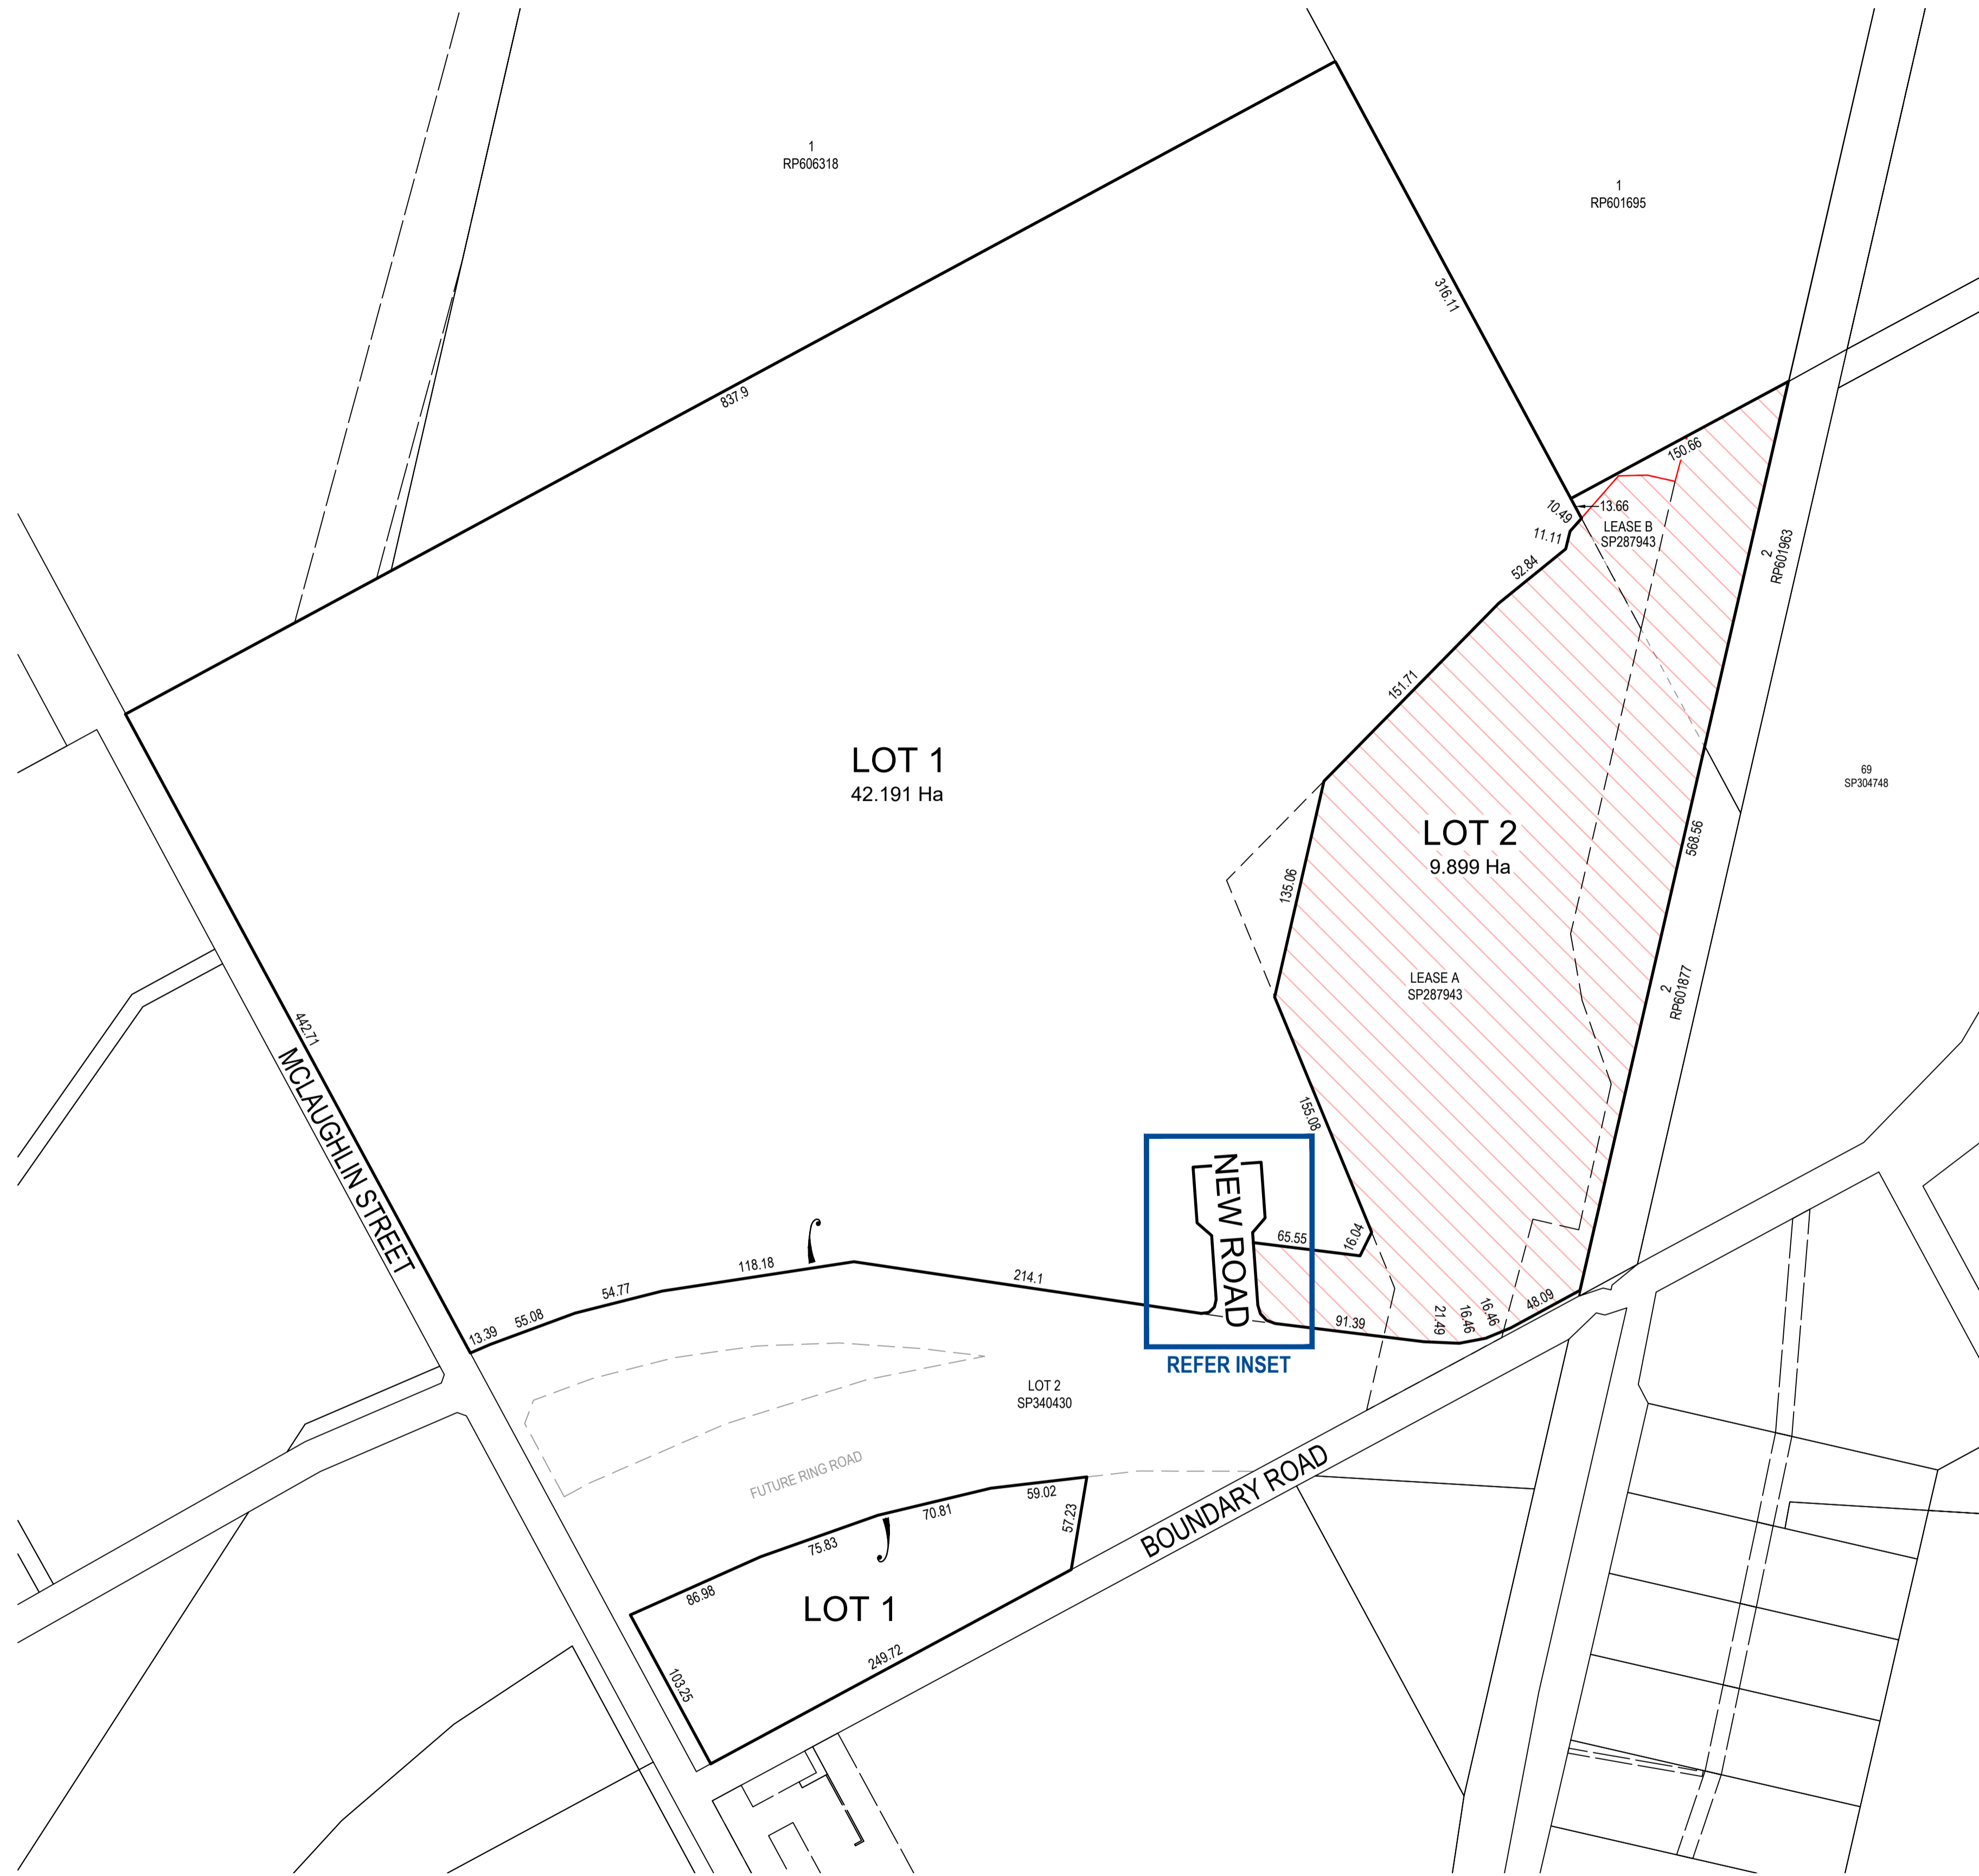 1
RP606318
1
RP601695
316.11
837.9
150.66
13.66
10.49
LEASE B
SP287943
11.11
2
RP601963
52.84
151.71
LOT 1
42.191 Ha
69
SP304748
LOT 2
9.899 Ha
568.56
135.06
LEASE A
SP287943
2
RP601877
442.71
MCLAUGHLIN STREET
155.08
NEW ROAD
65.55
16.04
118.18
214.1
54.77
55.08
13.39
91.39
21.49
16.46
16.46
48.09
REFER INSET
LOT 2
SP340430
FUTURE RING ROAD
59.02
57.23
70.81
75.83
BOUNDARY ROAD
86.98
LOT 1
249.72
103.25